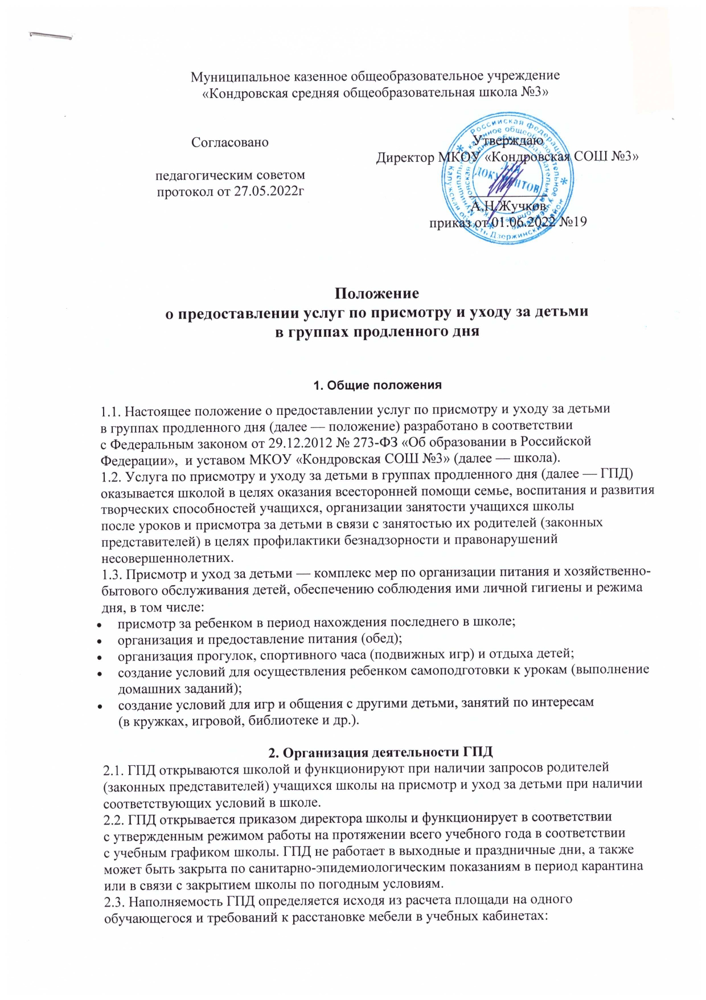 Муниципальное казенное общеобразовательное учреждение
«Кондровская средняя общеобразовательная школа №3»
Согласовано
педагогическим советом
протокол от 27.05.2022г
Утверждаю
Директор МКОУ «Кондровская СОШ №3»
А.Н.Жучков
приказ от 01.06.2022 №19
Российская Федерация
Калужская область Дзержинский район
Муниципальное казенное общеобразовательное учреждение
ДЛЯ
ДОКУМЕНТОВ
Положение
о предоставлении услуг по присмотру и уходу за детьми
в группах продленного дня
1. Общие положения
1.1. Настоящее положение о предоставлении услуг по присмотру и уходу за детьми
в группах продленного дня (далее — положение) разработано в соответствии
с Федеральным законом от 29.12.2012 № 273-ФЗ «Об образовании в Российской
Федерации»,  и уставом МКОУ «Кондровская СОШ №3» (далее — школа).
1.2. Услуга по присмотру и уходу за детьми в группах продленного дня (далее — ГПД)
оказывается школой в целях оказания всесторонней помощи семье, воспитания и развития
творческих способностей учащихся, организации занятости учащихся школы
после уроков и присмотра за детьми в связи с занятостью их родителей (законных
представителей) в целях профилактики безнадзорности и правонарушений
несовершеннолетних.
1.3. Присмотр и уход за детьми — комплекс мер по организации питания и хозяйственно-
бытового обслуживания детей, обеспечению соблюдения ими личной гигиены и режима
дня, в том числе:
• присмотр за ребенком в период нахождения последнего в школе;
• организация и предоставление питания (обед);
• организация прогулок, спортивного часа (подвижных игр) и отдыха детей;
• создание условий для осуществления ребенком самоподготовки к урокам (выполнение
домашних заданий);
• создание условий для игр и общения с другими детьми, занятий по интересам
(в кружках, игровой, библиотеке и др.).
2. Организация деятельности ГПД
2.1. ГПД открываются школой и функционируют при наличии запросов родителей
(законных представителей) учащихся школы на присмотр и уход за детьми при наличии
соответствующих условий в школе.
2.2. ГПД открывается приказом директора школы и функционирует в соответствии
с утвержденным режимом работы на протяжении всего учебного года в соответствии
с учебным графиком школы. ГПД не работает в выходные и праздничные дни, а также
может быть закрыта по санитарно-эпидемиологическим показаниям в период карантина
или в связи с закрытием школы по погодным условиям.
2.3. Наполняемость ГПД определяется исходя из расчета площади на одного
обучающегося и требований к расстановке мебели в учебных кабинетах: